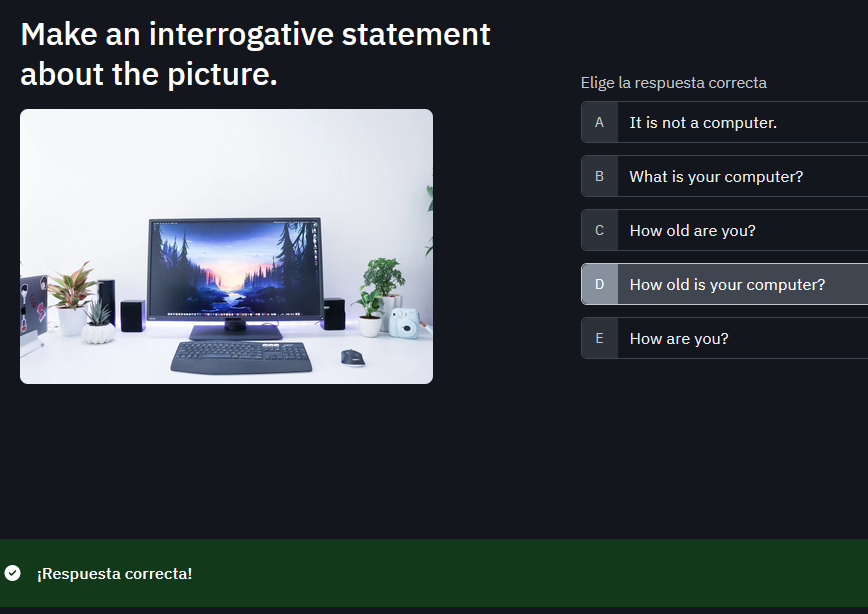 Make an interrogative statement
about the picture.
Elige la respuesta correcta
A It is not a computer.
B What is your computer?
C How old are you?
D How old is your computer?
E How are you?
¡Respuesta correcta!